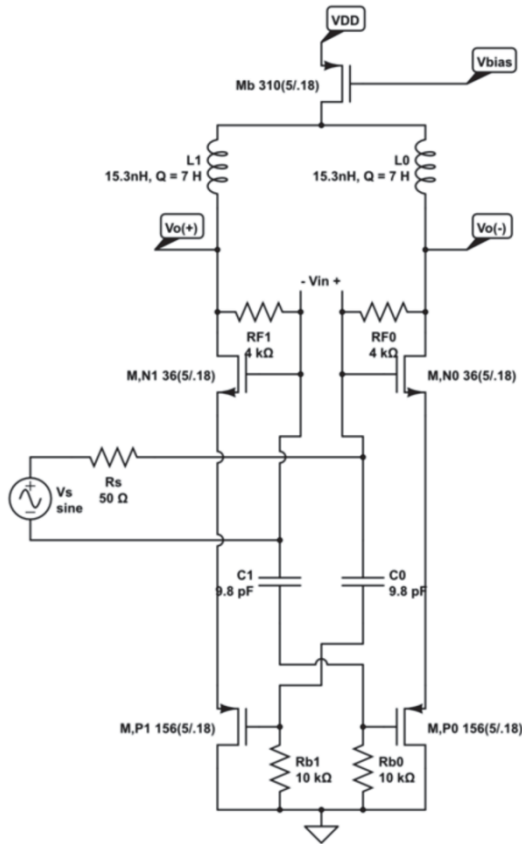 VDD
Vbias
Mb 310(5/.18)
L1
15.3nH, Q = 7 H
L0
15.3nH, Q = 7 H
Vo(+)
Vo(-)
- Vin +
RF1
4 kΩ
RF0
4 kΩ
M,N1 36(5/.18)
M,N0 36(5/.18)
Rs
50 Ω
Vs
sine
C1
9.8 pF
C0
9.8 pF
M,P1 156(5/.18)
M,P0 156(5/.18)
Rb1
10 kΩ
Rb0
10 kΩ